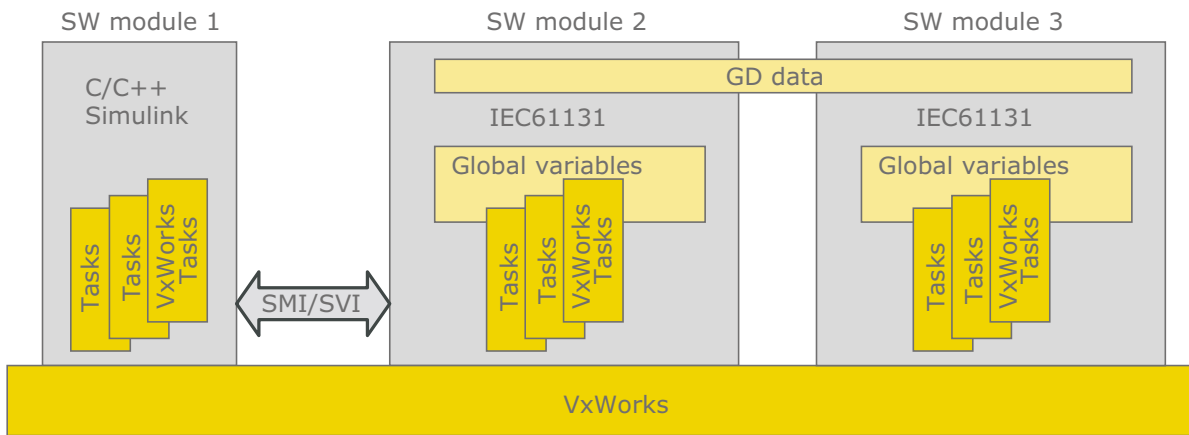 SW module 1
SW module 2
SW module 3
C/C++
Simulink
GD data
IEC61131
IEC61131
Global variables
Global variables
Tasks
Tasks
VxWorks
Tasks
Tasks
Tasks
VxWorks
Tasks
Tasks
Tasks
VxWorks
Tasks
SMI/SVI
VxWorks